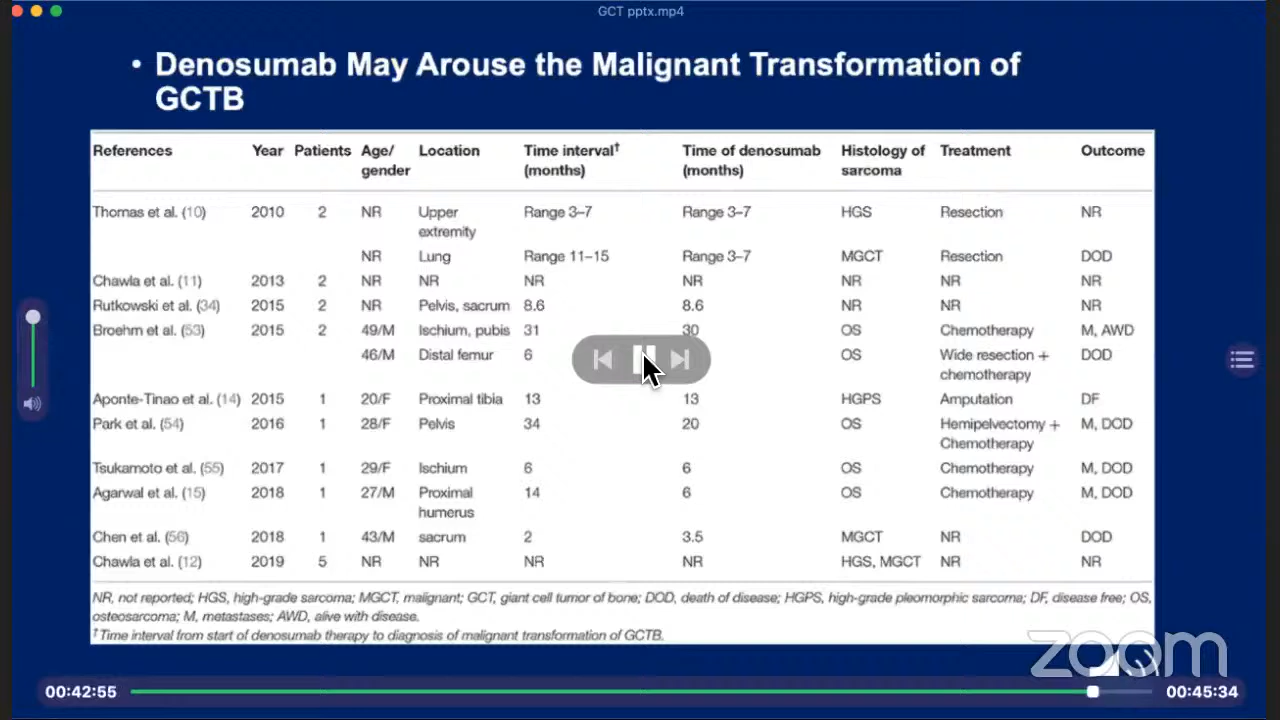 GCT pptx.mp4
• Denosumab May Arouse the Malignant Transformation of
GCTB
References Year Patients Age/ gender Location Time interval† (months) Time of denosumab (months) Histology of sarcoma Treatment Outcome
Thomas et al. (10) 2010 2 NR Upper extremity Range 3–7 Range 3–7 HGS Resection NR
NR Lung Range 11–15 Range 3–7 MGCT Resection DOD
Chawla et al. (11) 2013 2 NR NR NR NR NR NR NR
Rutkowski et al. (34) 2015 2 NR Pelvis, sacrum 8.6 8.6 NR NR NR
Broehm et al. (53) 2015 2 49/M Ischium, pubis 31 30 OS Chemotherapy M, AWD
46/M Distal femur 6 OS Wide resection + chemotherapy DOD
Aponte-Tinao et al. (14) 2015 1 20/F Proximal tibia 13 13 HGPS Amputation DF
Park et al. (54) 2016 1 28/F Pelvis 34 20 OS Hemipelvectomy + Chemotherapy M, DOD
Tsukamoto et al. (55) 2017 1 29/F Ischium 6 6 OS Chemotherapy M, DOD
Agarwal et al. (15) 2018 1 27/M Proximal humerus 14 6 OS Chemotherapy M, DOD
Chen et al. (56) 2018 1 43/M sacrum 2 3.5 MGCT NR DOD
Chawla et al. (12) 2019 5 NR NR NR NR HGS, MGCT NR NR
NR, not reported; HGS, high-grade sarcoma; MGCT, malignant; GCT, giant cell tumor of bone; DOD, death of disease; HGPS, high-grade pleomorphic sarcoma; DF, disease free; OS,
osteosarcoma; M, metastases; AWD, alive with disease.
†Time interval from start of denosumab therapy to diagnosis of malignant transformation of GCTB.
zoom
00:42:55 00:45:34